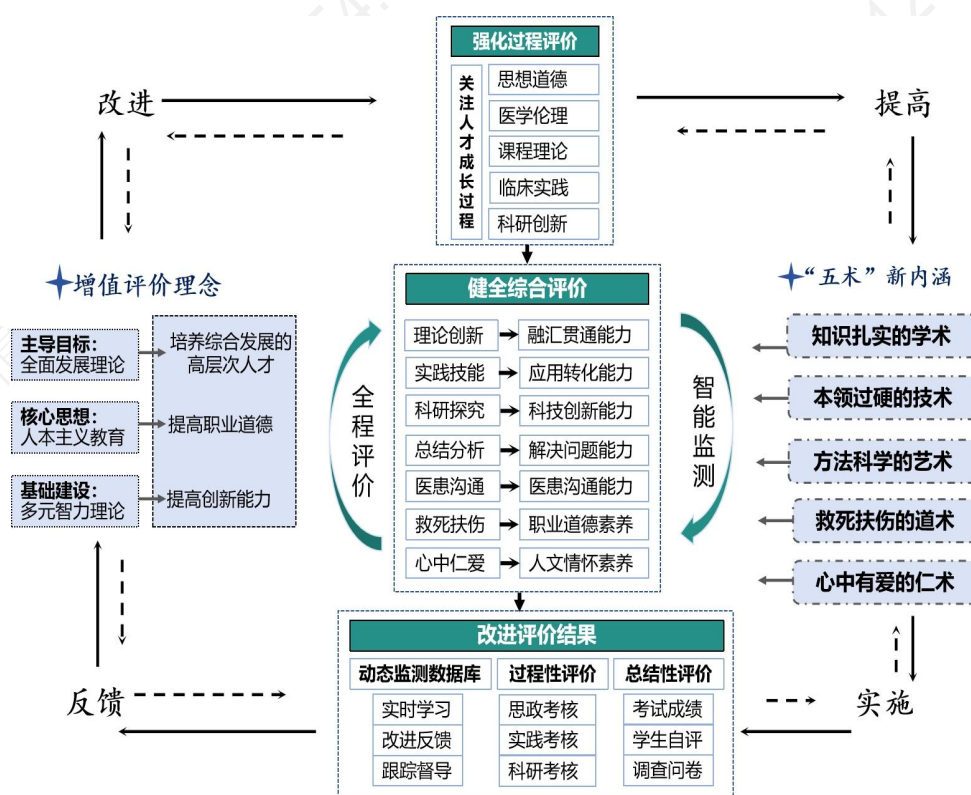 强化过程评价
关注人才成长过程
思想道德
医学伦理
课程理论
临床实践
科研创新
改进
提高
增值评价理念
主导目标：
全面发展理论
培养综合发展的
高层次人才
核心思想：
人本主义教育
提高职业道德
基础建设：
多元智力理论
提高创新能力
全程评价
健全综合评价
理论创新
融汇贯通能力
实践技能
应用转化能力
科研探究
科技创新能力
总结分析
解决问题能力
医患沟通
医患沟通能力
救死扶伤
职业道德素养
心中仁爱
人文情怀素养
智能监测
“五术”新内涵
知识扎实的学术
本领过硬的技术
方法科学的艺术
救死扶伤的道术
心中有爱的仁术
反馈
实施
改进评价结果
动态监测数据库
过程性评价
总结性评价
实时学习
思政考核
考试成绩
改进反馈
实践考核
学生自评
跟踪督导
科研考核
调查问卷